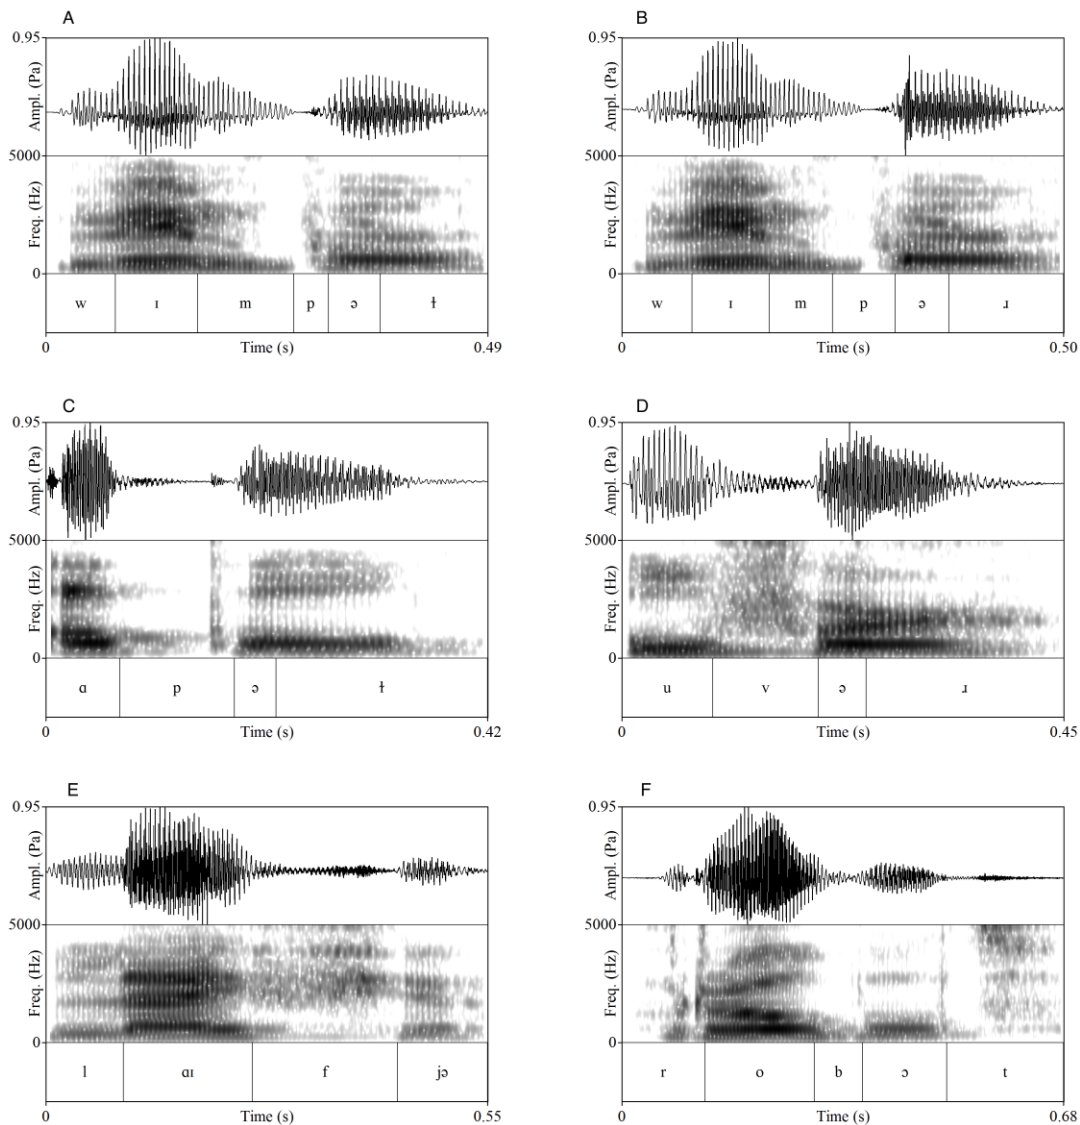 A B
0.95 0.95
Ampl. (Pa) Ampl. (Pa)
5000 5000
Freq. (Hz) Freq. (Hz)
0 0
w ɪ m p ə ɫ w ɪ m p ə ɹ
0 Time (s) 0.49 0 Time (s) 0.50
C D
0.95 0.95
Ampl. (Pa) Ampl. (Pa)
5000 5000
Freq. (Hz) Freq. (Hz)
0 0
ɑ p ə ɫ u v ə ɹ
0 Time (s) 0.42 0 Time (s) 0.45
E F
0.95 0.95
Ampl. (Pa) Ampl. (Pa)
5000 5000
Freq. (Hz) Freq. (Hz)
0 0
l ɑɪ f jə r o b ɔ t
0 Time (s) 0.55 0 Time (s) 0.68